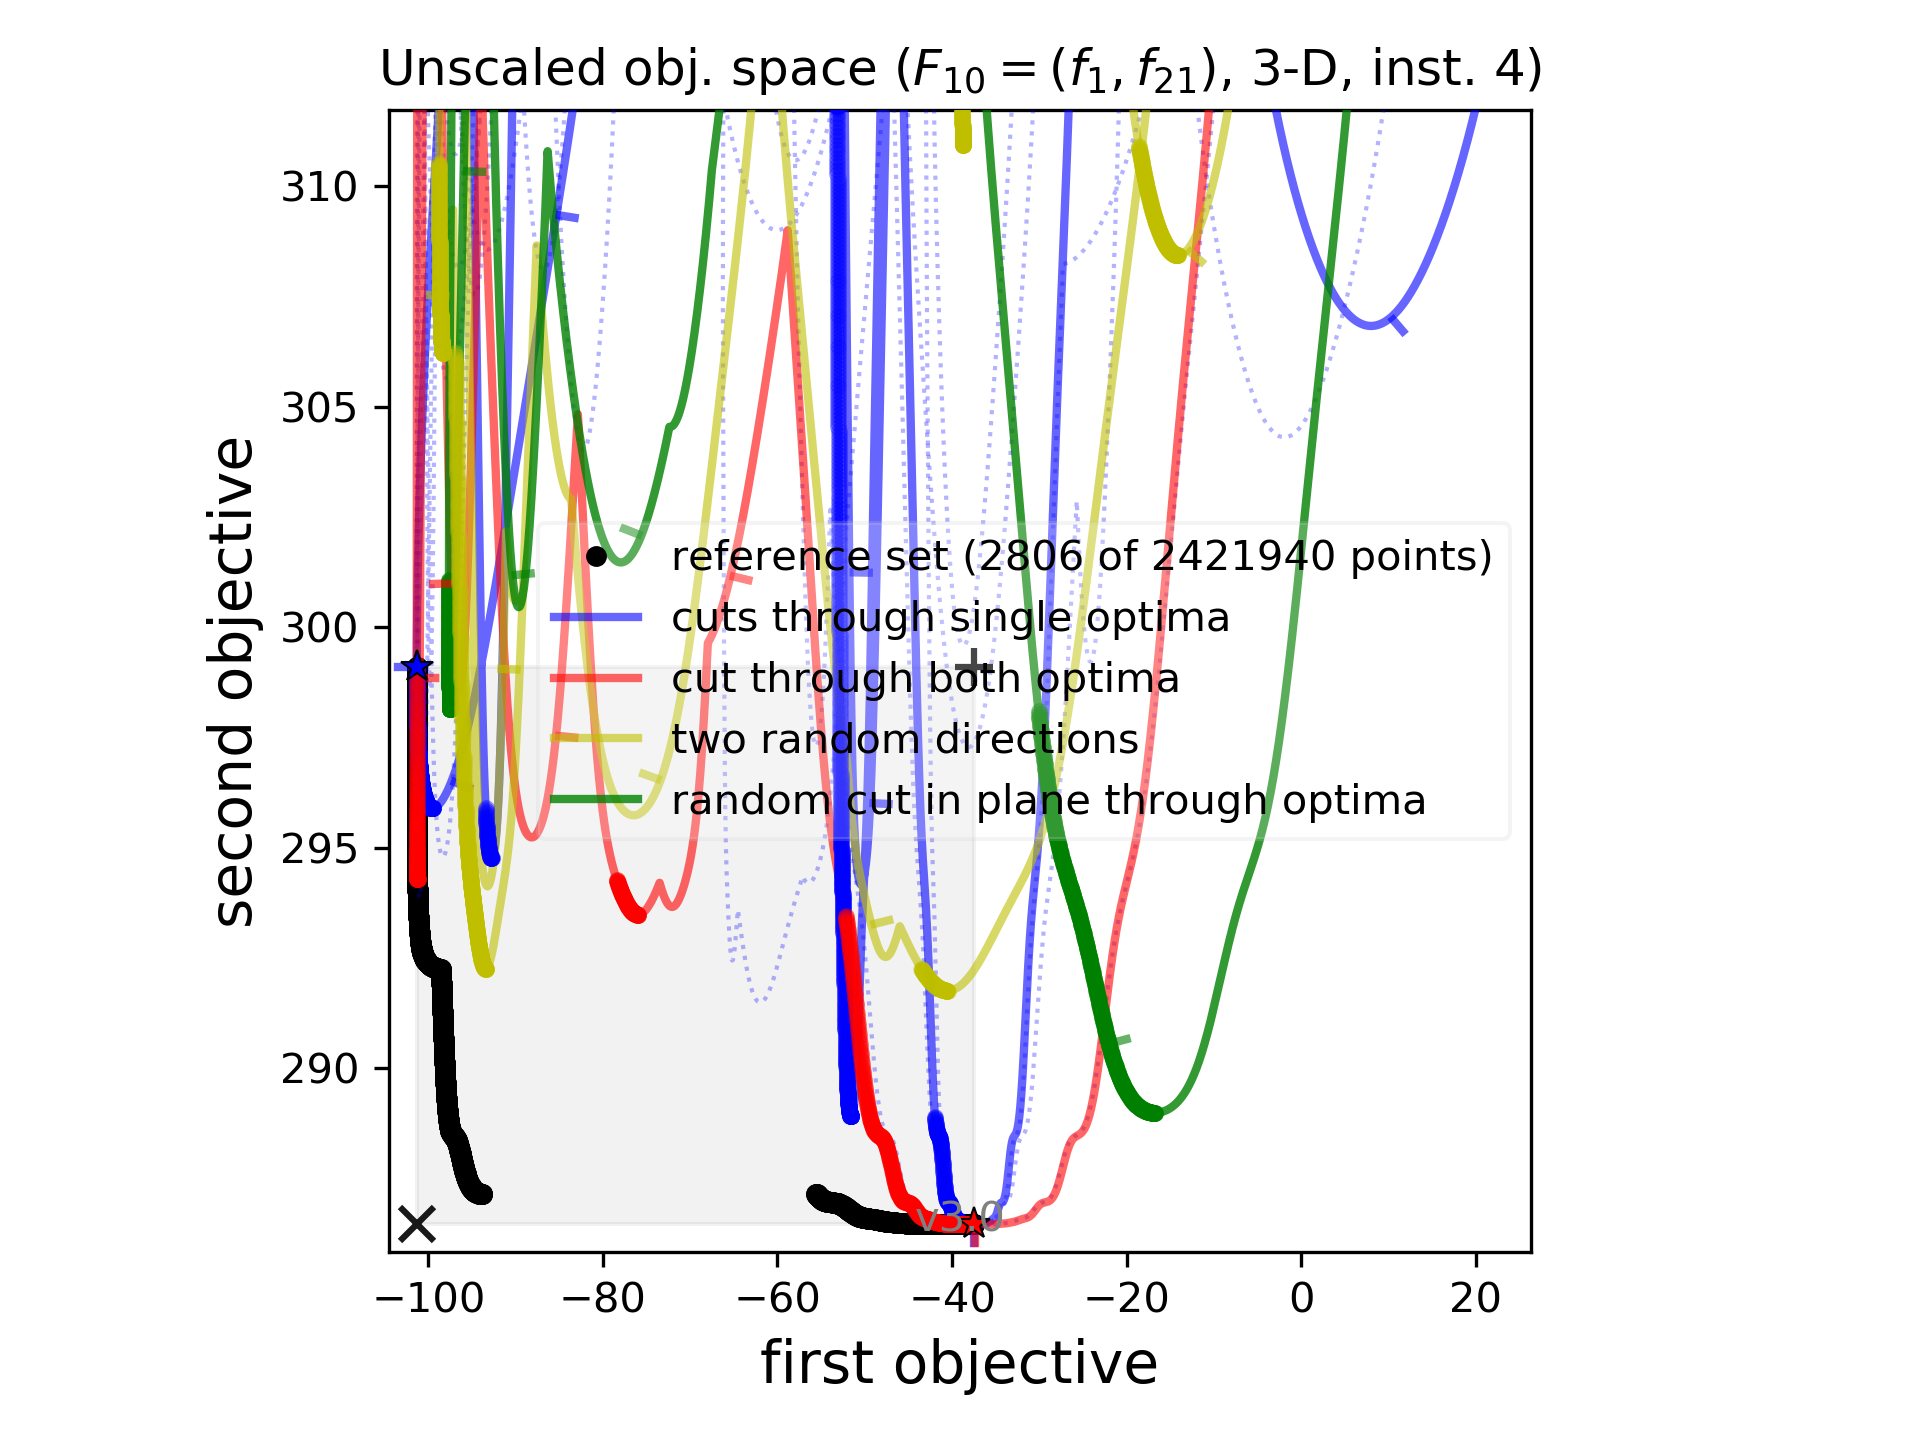 Unscaled obj. space (F₁₀ = (f₁, f₂₁), 3-D, inst. 4)
310
305
300
295
290
second objective
reference set (2806 of 2421940 points)
cuts through single optima
cut through both optima
two random directions
random cut in plane through optima
v3.0
−100
−80
−60
−40
−20
0
20
first objective